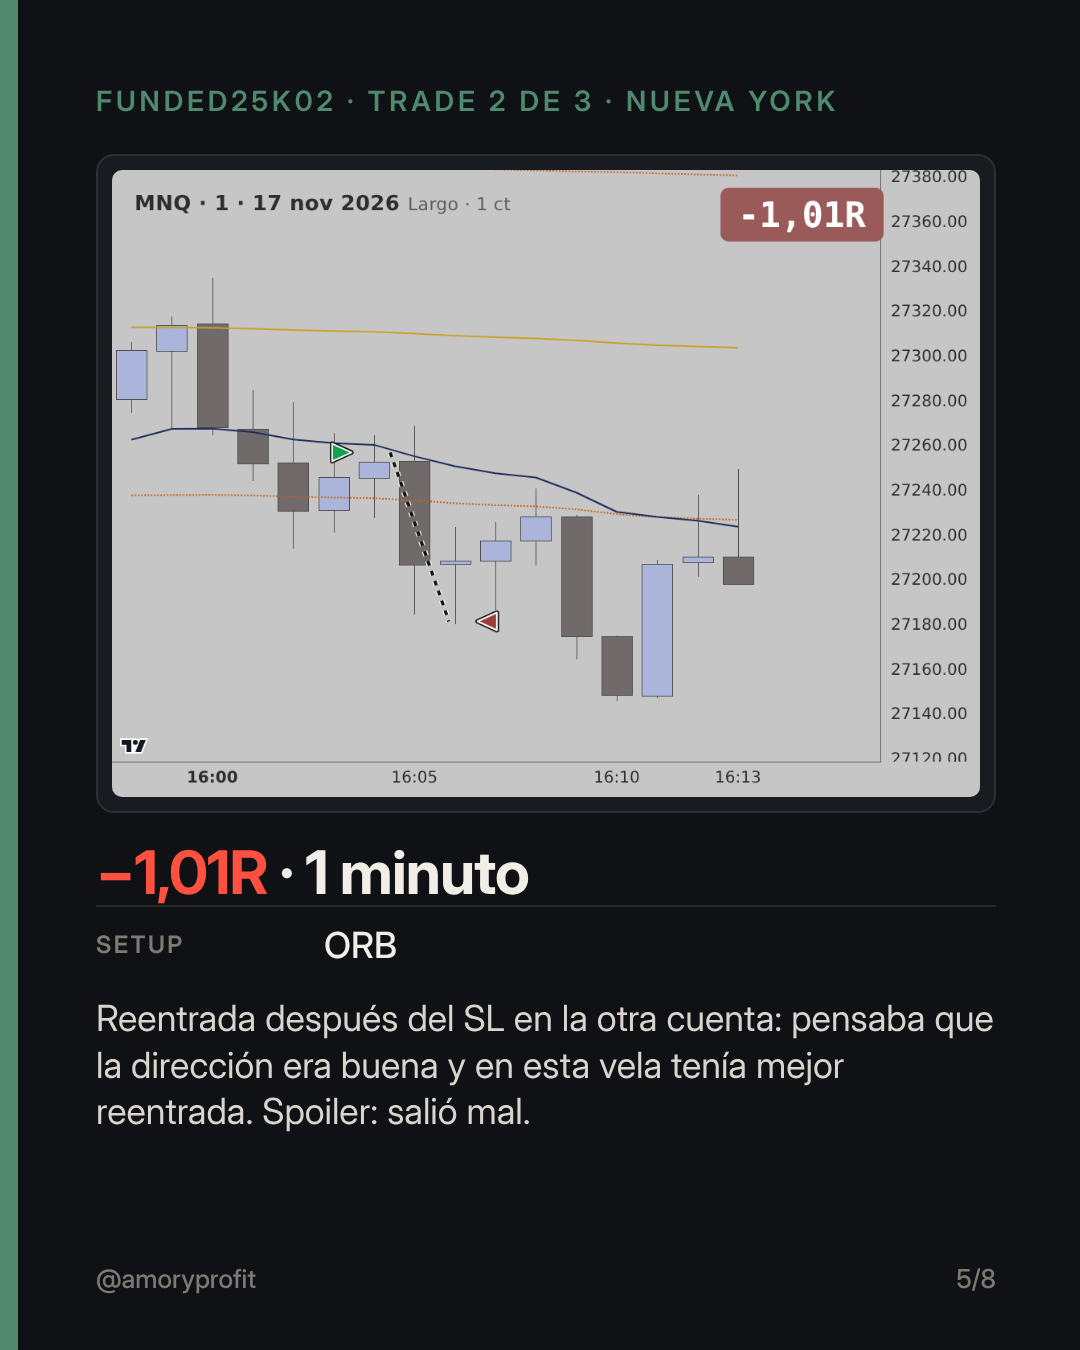 FUNDED25K02 · TRADE 2 DE 3 · NUEVA YORK
MNQ · 1 · 17 nov 2026 Largo · 1 ct
-1,01R
27380.00
27360.00
27340.00
27320.00
27300.00
27280.00
27260.00
27240.00
27220.00
27200.00
27180.00
27160.00
27140.00
27120.00
16:00 16:05 16:10 16:13
–1,01R · 1 minuto
SETUP ORB
Reentrada después del SL en la otra cuenta: pensaba que
la dirección era buena y en esta vela tenía mejor
reentrada. Spoiler: salió mal.
@amoryprofit 5/8